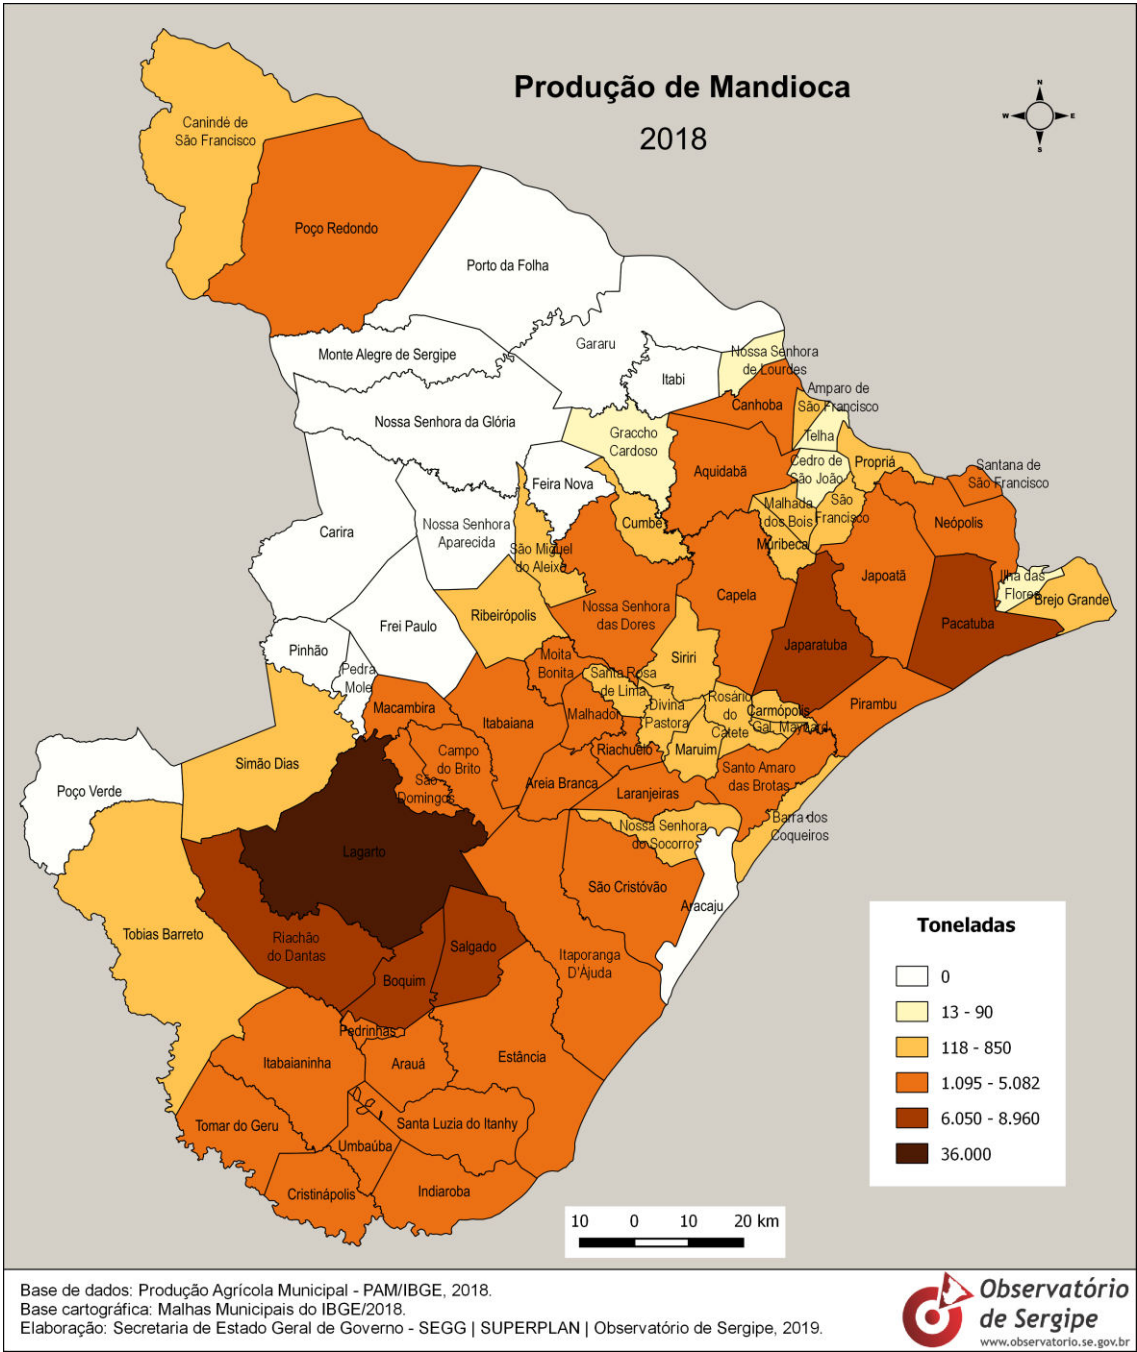 Produção de Mandioca
2018
N
W
E
S
Canindé de
São Francisco
Poço Redondo
Porto da Folha
Monte Alegre de Sergipe
Gararu
Itabi
Nossa Senhora
de Lourdes
Nossa Senhora da Glória
Canhoba
Amparo de
São Francisco
Telha
Graccho
Cardoso
Aquidabã
Cedro de
São João
Propriá
Santana de
São Francisco
Feira Nova
Malhada
dos Bois
São
Francisco
Neópolis
Carira
Nossa Senhora
Aparecida
Cumbe
São Miguel
do Aleixo
Muribeca
Japoatã
Ilha das
Flores
Brejo Grande
Ribeirópolis
Nossa Senhora
das Dores
Capela
Frei Paulo
Japaratuba
Pacatuba
Pinhão
Pedra
Mole
Moita
Bonita
Siriri
Santa Rosa
de Lima
Macambira
Itabaiana
Malhador
Divina
Pastora
Rosário
do
Catete
Carmópolis
Gal. Maynard
Pirambu
Simão Dias
Campo
do Brito
São
Domingos
Riachuelo
Maruim
Poço Verde
Areia Branca
Laranjeiras
Santo Amaro
das Brotas
Barra dos
Coqueiros
Nossa Senhora
do Socorro
Lagarto
São Cristóvão
Aracaju
Tobias Barreto
Riachão
do Dantas
Salgado
Boquim
Itaporanga
D'Ájuda
Pedrinhas
Itabaianinha
Arauá
Estância
Tomar do Geru
Santa Luzia do Itanhy
Umbaúba
Cristinápolis
Indiaroba
Toneladas
0
13 - 90
118 - 850
1.095 - 5.082
6.050 - 8.960
36.000
10 0 10 20 km
Base de dados: Produção Agrícola Municipal - PAM/IBGE, 2018.
Base cartográfica: Malhas Municipais do IBGE/2018.
Elaboração: Secretaria de Estado Geral de Governo - SEGG | SUPERPLAN | Observatório de Sergipe, 2019.
Observatório
de Sergipe
www.observatorio.se.gov.br